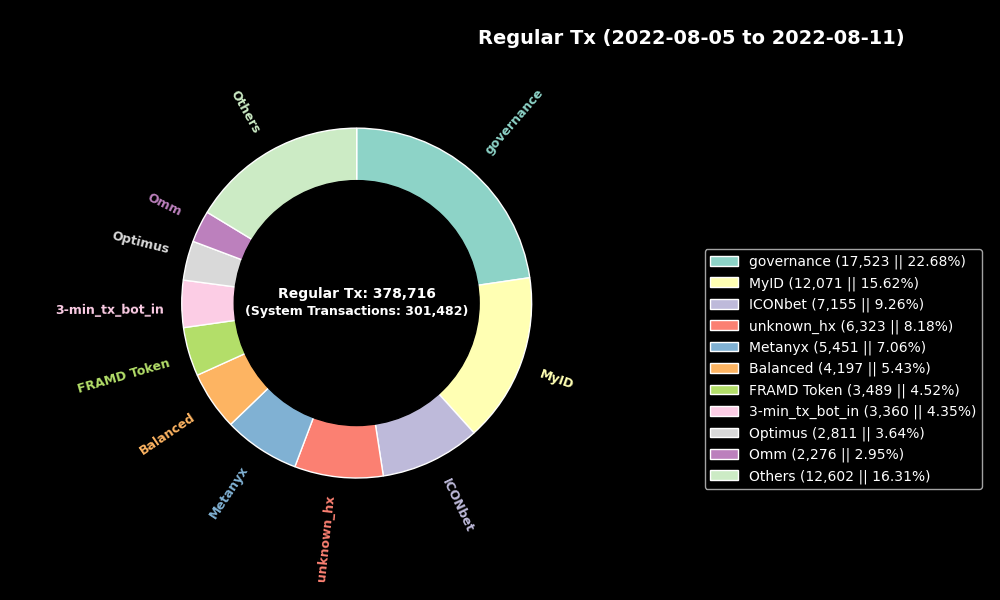 Regular Tx (2022-08-05 to 2022-08-11)
governance
Others
Omm
Optimus
3-min_tx_bot_in
FRAMD Token
Balanced
Metanyx
unknown_hx
ICONbet
MyID
Regular Tx: 378,716
(System Transactions: 301,482)
governance (17,523 || 22.68%)
MyID (12,071 || 15.62%)
ICONbet (7,155 || 9.26%)
unknown_hx (6,323 || 8.18%)
Metanyx (5,451 || 7.06%)
Balanced (4,197 || 5.43%)
FRAMD Token (3,489 || 4.52%)
3-min_tx_bot_in (3,360 || 4.35%)
Optimus (2,811 || 3.64%)
Omm (2,276 || 2.95%)
Others (12,602 || 16.31%)